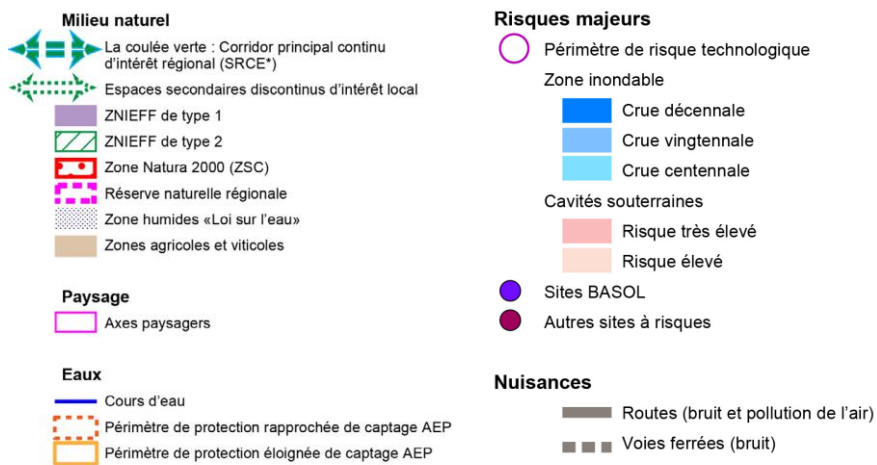 Milieu naturel
La coulée verte : Corridor principal continu
d'intérêt régional (SRCE*)
Espaces secondaires discontinus d'intérêt local
ZNIEFF de type 1
ZNIEFF de type 2
Zone Natura 2000 (ZSC)
Réserve naturelle régionale
Zone humides «Loi sur l'eau»
Zones agricoles et viticoles
Paysage
Axes paysagers
Eaux
Cours d'eau
Périmètre de protection rapprochée de captage AEP
Périmètre de protection éloignée de captage AEP
Risques majeurs
Périmètre de risque technologique
Zone inondable
Crue décennale
Crue vingtennale
Crue centennale
Cavités souterraines
Risque très élevé
Risque élevé
Sites BASOL
Autres sites à risques
Nuisances
Routes (bruit et pollution de l'air)
Voies ferrées (bruit)